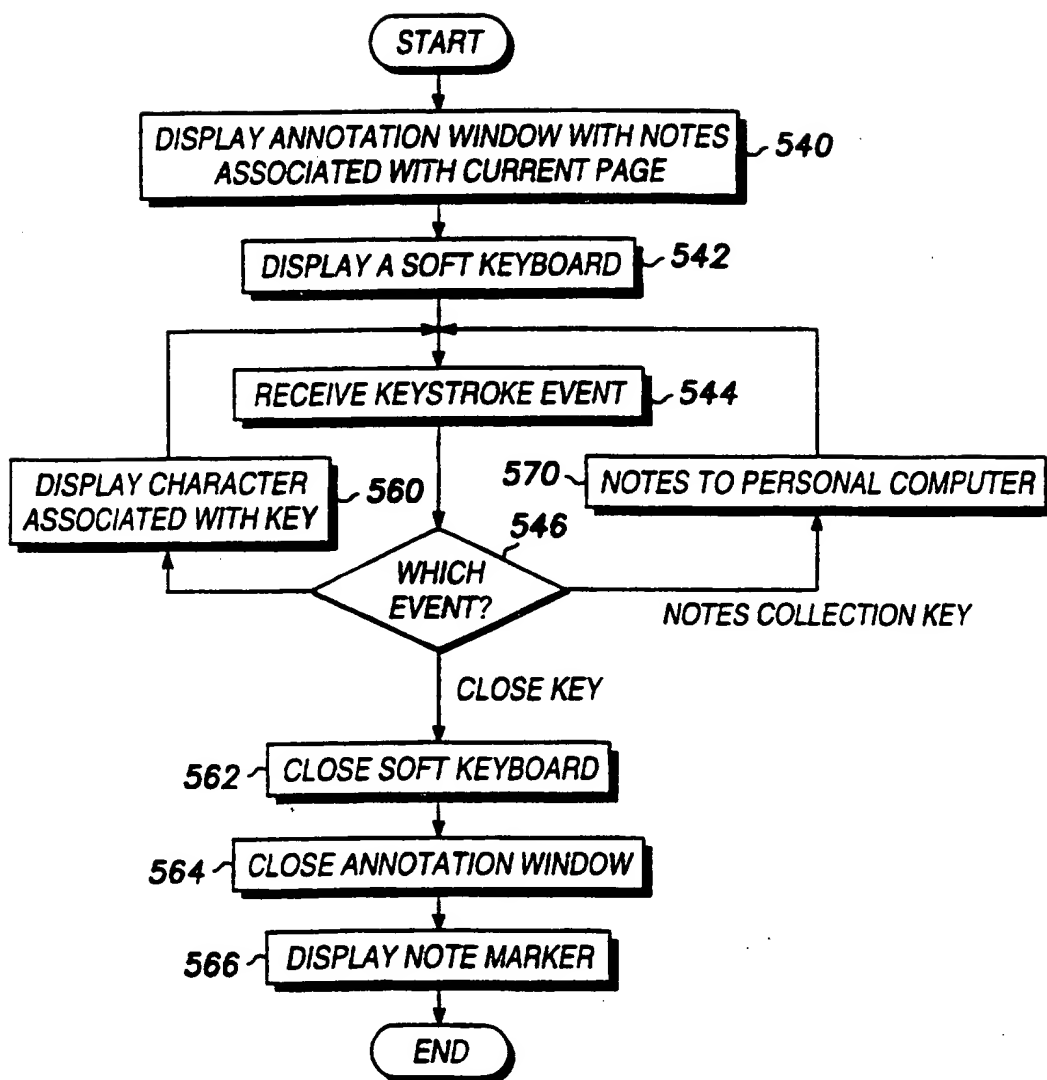 START
DISPLAY ANNOTATION WINDOW WITH NOTES
ASSOCIATED WITH CURRENT PAGE
540
DISPLAY A SOFT KEYBOARD
542
RECEIVE KEYSTROKE EVENT
544
DISPLAY CHARACTER
ASSOCIATED WITH KEY
560
570
NOTES TO PERSONAL COMPUTER
546
WHICH
EVENT?
NOTES COLLECTION KEY
CLOSE KEY
562
CLOSE SOFT KEYBOARD
564
CLOSE ANNOTATION WINDOW
566
DISPLAY NOTE MARKER
END